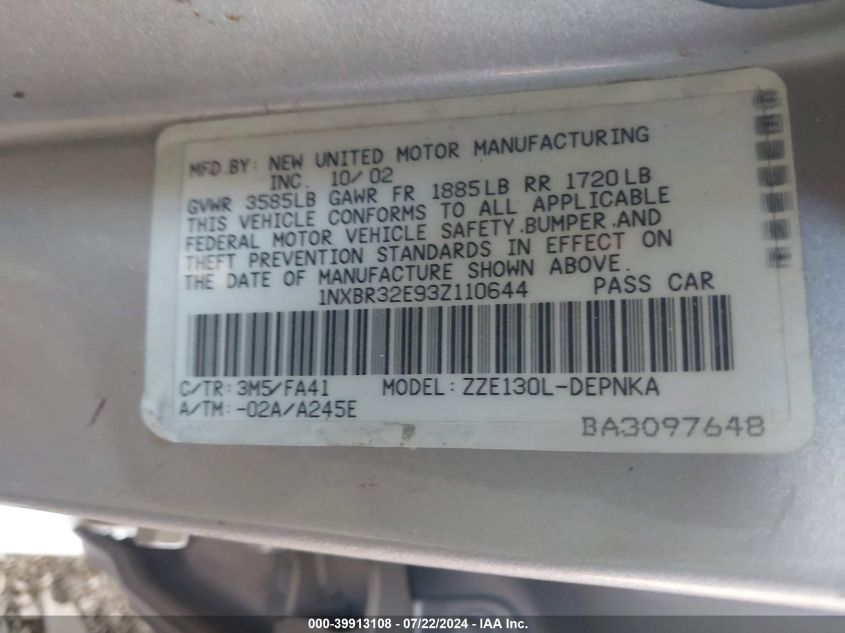 MFD.BY: NEW UNITED MOTOR MANUFACTURING
INC. 10/02
GVWR 3585LB GAWR FR 1885LB RR 1720LB
THIS VEHICLE CONFORMS TO ALL APPLICABLE
FEDERAL MOTOR VEHICLE SAFETY,BUMPER,AND
THEFT PREVENTION STANDARDS IN EFFECT ON
THE DATE OF MANUFACTURE SHOWN ABOVE.
1NXBR32E93Z110644 PASS CAR
C/TR:3M5/FA41 MODEL:ZZE130L-DEPNKA
A/TM:-02A/A245E
BA3097648
000-39913108 - 07/22/2024 - IAA Inc.